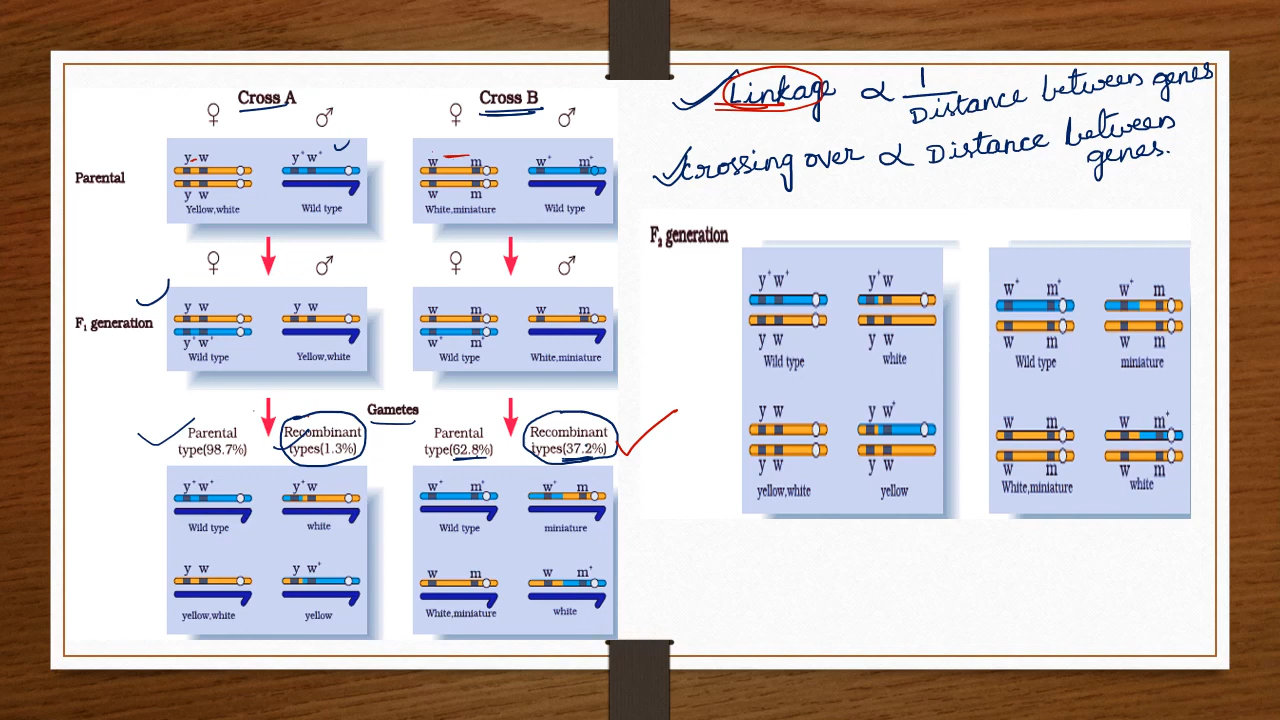 Cross A
Cross B
♀ ♂ ♀ ♂
Parental
y w
y⁺ w⁺
y w
Yellow,white
Wild type
w m
w⁺ m⁺
w m
White,miniature
Wild type
♀ ♂ ♀ ♂
F₁ generation
y w
y w
y⁺ w⁺
Wild type
Yellow,white
w m
w m
w⁺ m⁺
Wild type
White,miniature
Gametes
Parental
type(98.7%)
Recombinant
types(1.3%)
Parental
type(62.8%)
Recombinant
types(37.2%)
y⁺ w⁺
y⁺ w
Wild type
white
y w
y w⁺
yellow,white
yellow
w⁺ m⁺
w⁺ m
Wild type
miniature
w m
w m⁺
White,miniature
white
Linkage ∝ 1/Distance between genes
Crossing over ∝ Distance between
genes.
F₂ generation
y⁺ w⁺
y⁺ w
y w
y w
Wild type
white
y w
y w⁺
y w
y w
yellow,white
yellow
w⁺ m⁺
w⁺ m
w m
w m
Wild type
miniature
w m
w m⁺
w m
w m
White,miniature
white